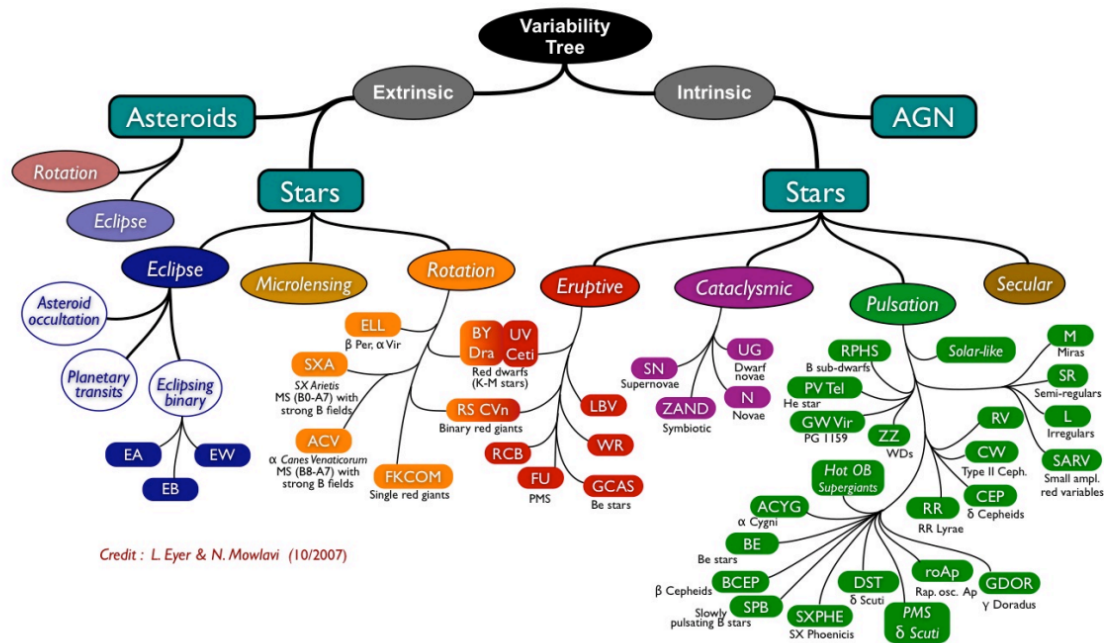 Variability
Tree
Extrinsic
Intrinsic
Asteroids
AGN
Rotation
Eclipse
Stars
Stars
Eclipse
Microlensing
Rotation
Eruptive
Cataclysmic
Pulsation
Secular
Asteroid
occultation
Planetary
transits
Eclipsing
binary
EA
EB
EW
ELL
β Per, α Vir
SXA
SX Arietis
MS (B0-A7) with
strong B fields
ACV
α Canes Venaticorum
MS (B8-A7) with
strong B fields
BY
Dra
UV
Ceti
Red dwarfs
(K-M stars)
RS CVn
Binary red giants
FKCOM
Single red giants
LBV
WR
RCB
FU
PMS
GCAS
Be stars
SN
Supernovae
UG
Dwarf
novae
ZAND
Symbiotic
N
Novae
RPHS
B sub-dwarfs
PV Tel
He star
GW Vir
PG 1159
ZZ
WDs
Solar-like
M
Miras
SR
Semi-regulars
L
Irregulars
SARV
Small ampl.
red variables
RV
CW
Type II Ceph.
CEP
δ Cepheids
RR
RR Lyrae
Hot OB
Supergiants
ACYG
α Cygni
BE
Be stars
BCEP
β Cepheids
SPB
Slowly
pulsating B stars
SXPHE
SX Phoenicis
DST
δ Scuti
PMS
δ Scuti
roAp
Rap. osc. Ap
GDOR
γ Doradus
Credit : L. Eyer & N. Mowlavi (10/2007)